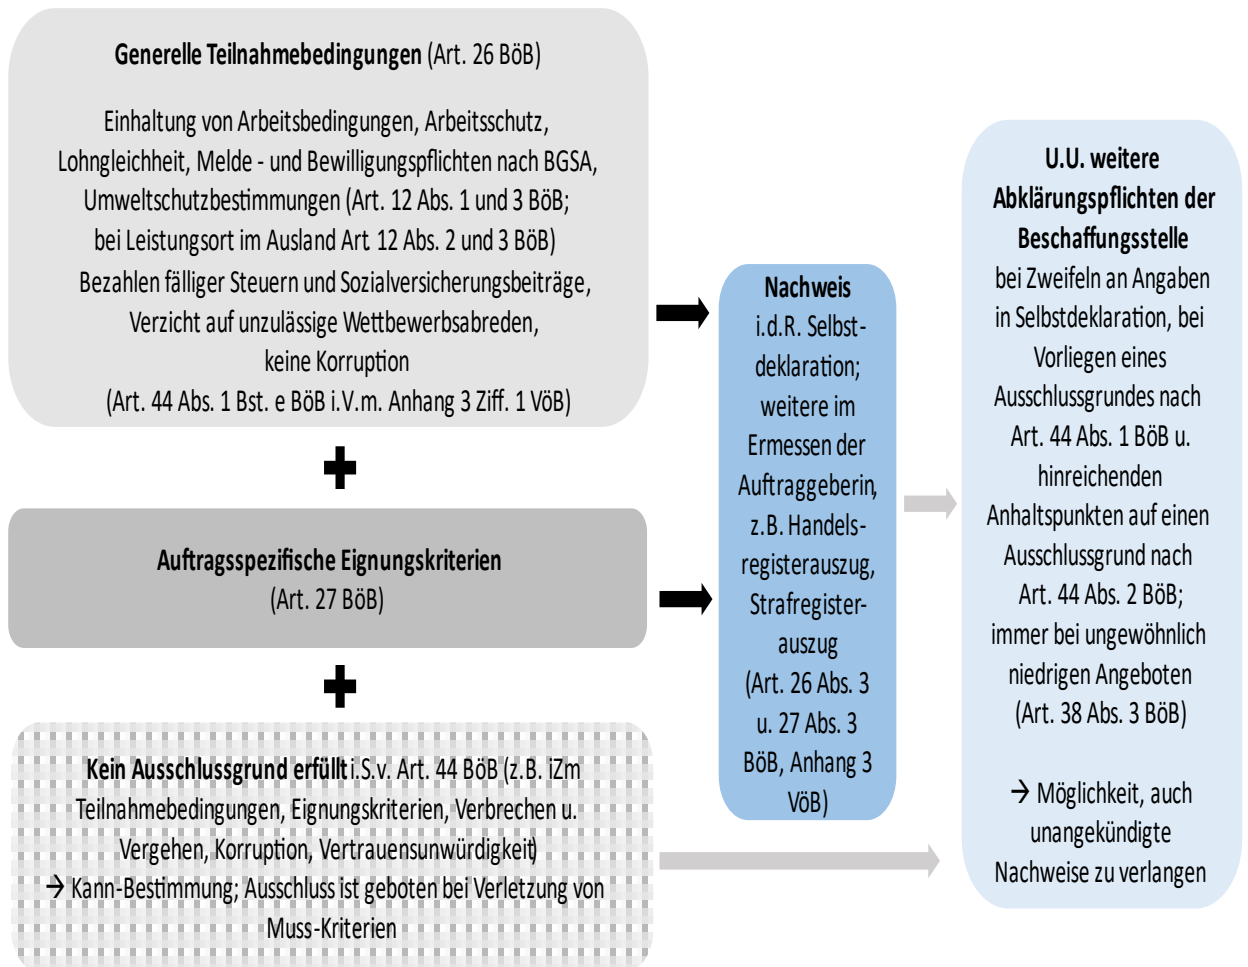 Generelle Teilnahmebedingungen (Art. 26 BöB)
Einhaltung von Arbeitsbedingungen, Arbeitsschutz,
Lohngleichheit, Melde - und Bewilligungspflichten nach BGSA,
Umweltschutzbestimmungen (Art. 12 Abs. 1 und 3 BöB;
bei Leistungsort im Ausland Art. 12 Abs. 2 und 3 BöB)
Bezahlen fälliger Steuern und Sozialversicherungsbeiträge,
Verzicht auf unzulässige Wettbewerbsabreden,
keine Korruption
(Art. 44 Abs. 1 Bst. e BöB i.V.m. Anhang 3 Ziff. 1 VöB)
+
Auftragsspezifische Eignungskriterien
(Art. 27 BöB)
+
Kein Ausschlussgrund erfüllt i.S.v. Art. 44 BöB (z.B. iZm
Teilnahmebedingungen, Eignungskriterien, Verbrechen u.
Vergehen, Korruption, Vertrauensunwürdigkeit)
→ Kann-Bestimmung; Ausschluss ist geboten bei Verletzung von
Muss-Kriterien
Nachweis
i.d.R. Selbst-
deklaration;
weitere im
Ermessen der
Auftraggeberin,
z.B. Handels-
registerauszug,
Strafregister-
auszug
(Art. 26 Abs. 3
u. 27 Abs. 3
BöB, Anhang 3
VöB)
U.U. weitere
Abklärungspflichten der
Beschaffungsstelle
bei Zweifeln an Angaben
in Selbstdeklaration, bei
Vorliegen eines
Ausschlussgrundes nach
Art. 44 Abs. 1 BöB u.
hinreichenden
Anhaltspunkten auf einen
Ausschlussgrund nach
Art. 44 Abs. 2 BöB;
immer bei ungewöhnlich
niedrigen Angeboten
(Art. 38 Abs. 3 BöB)
→ Möglichkeit, auch
unangekündigte
Nachweise zu verlangen